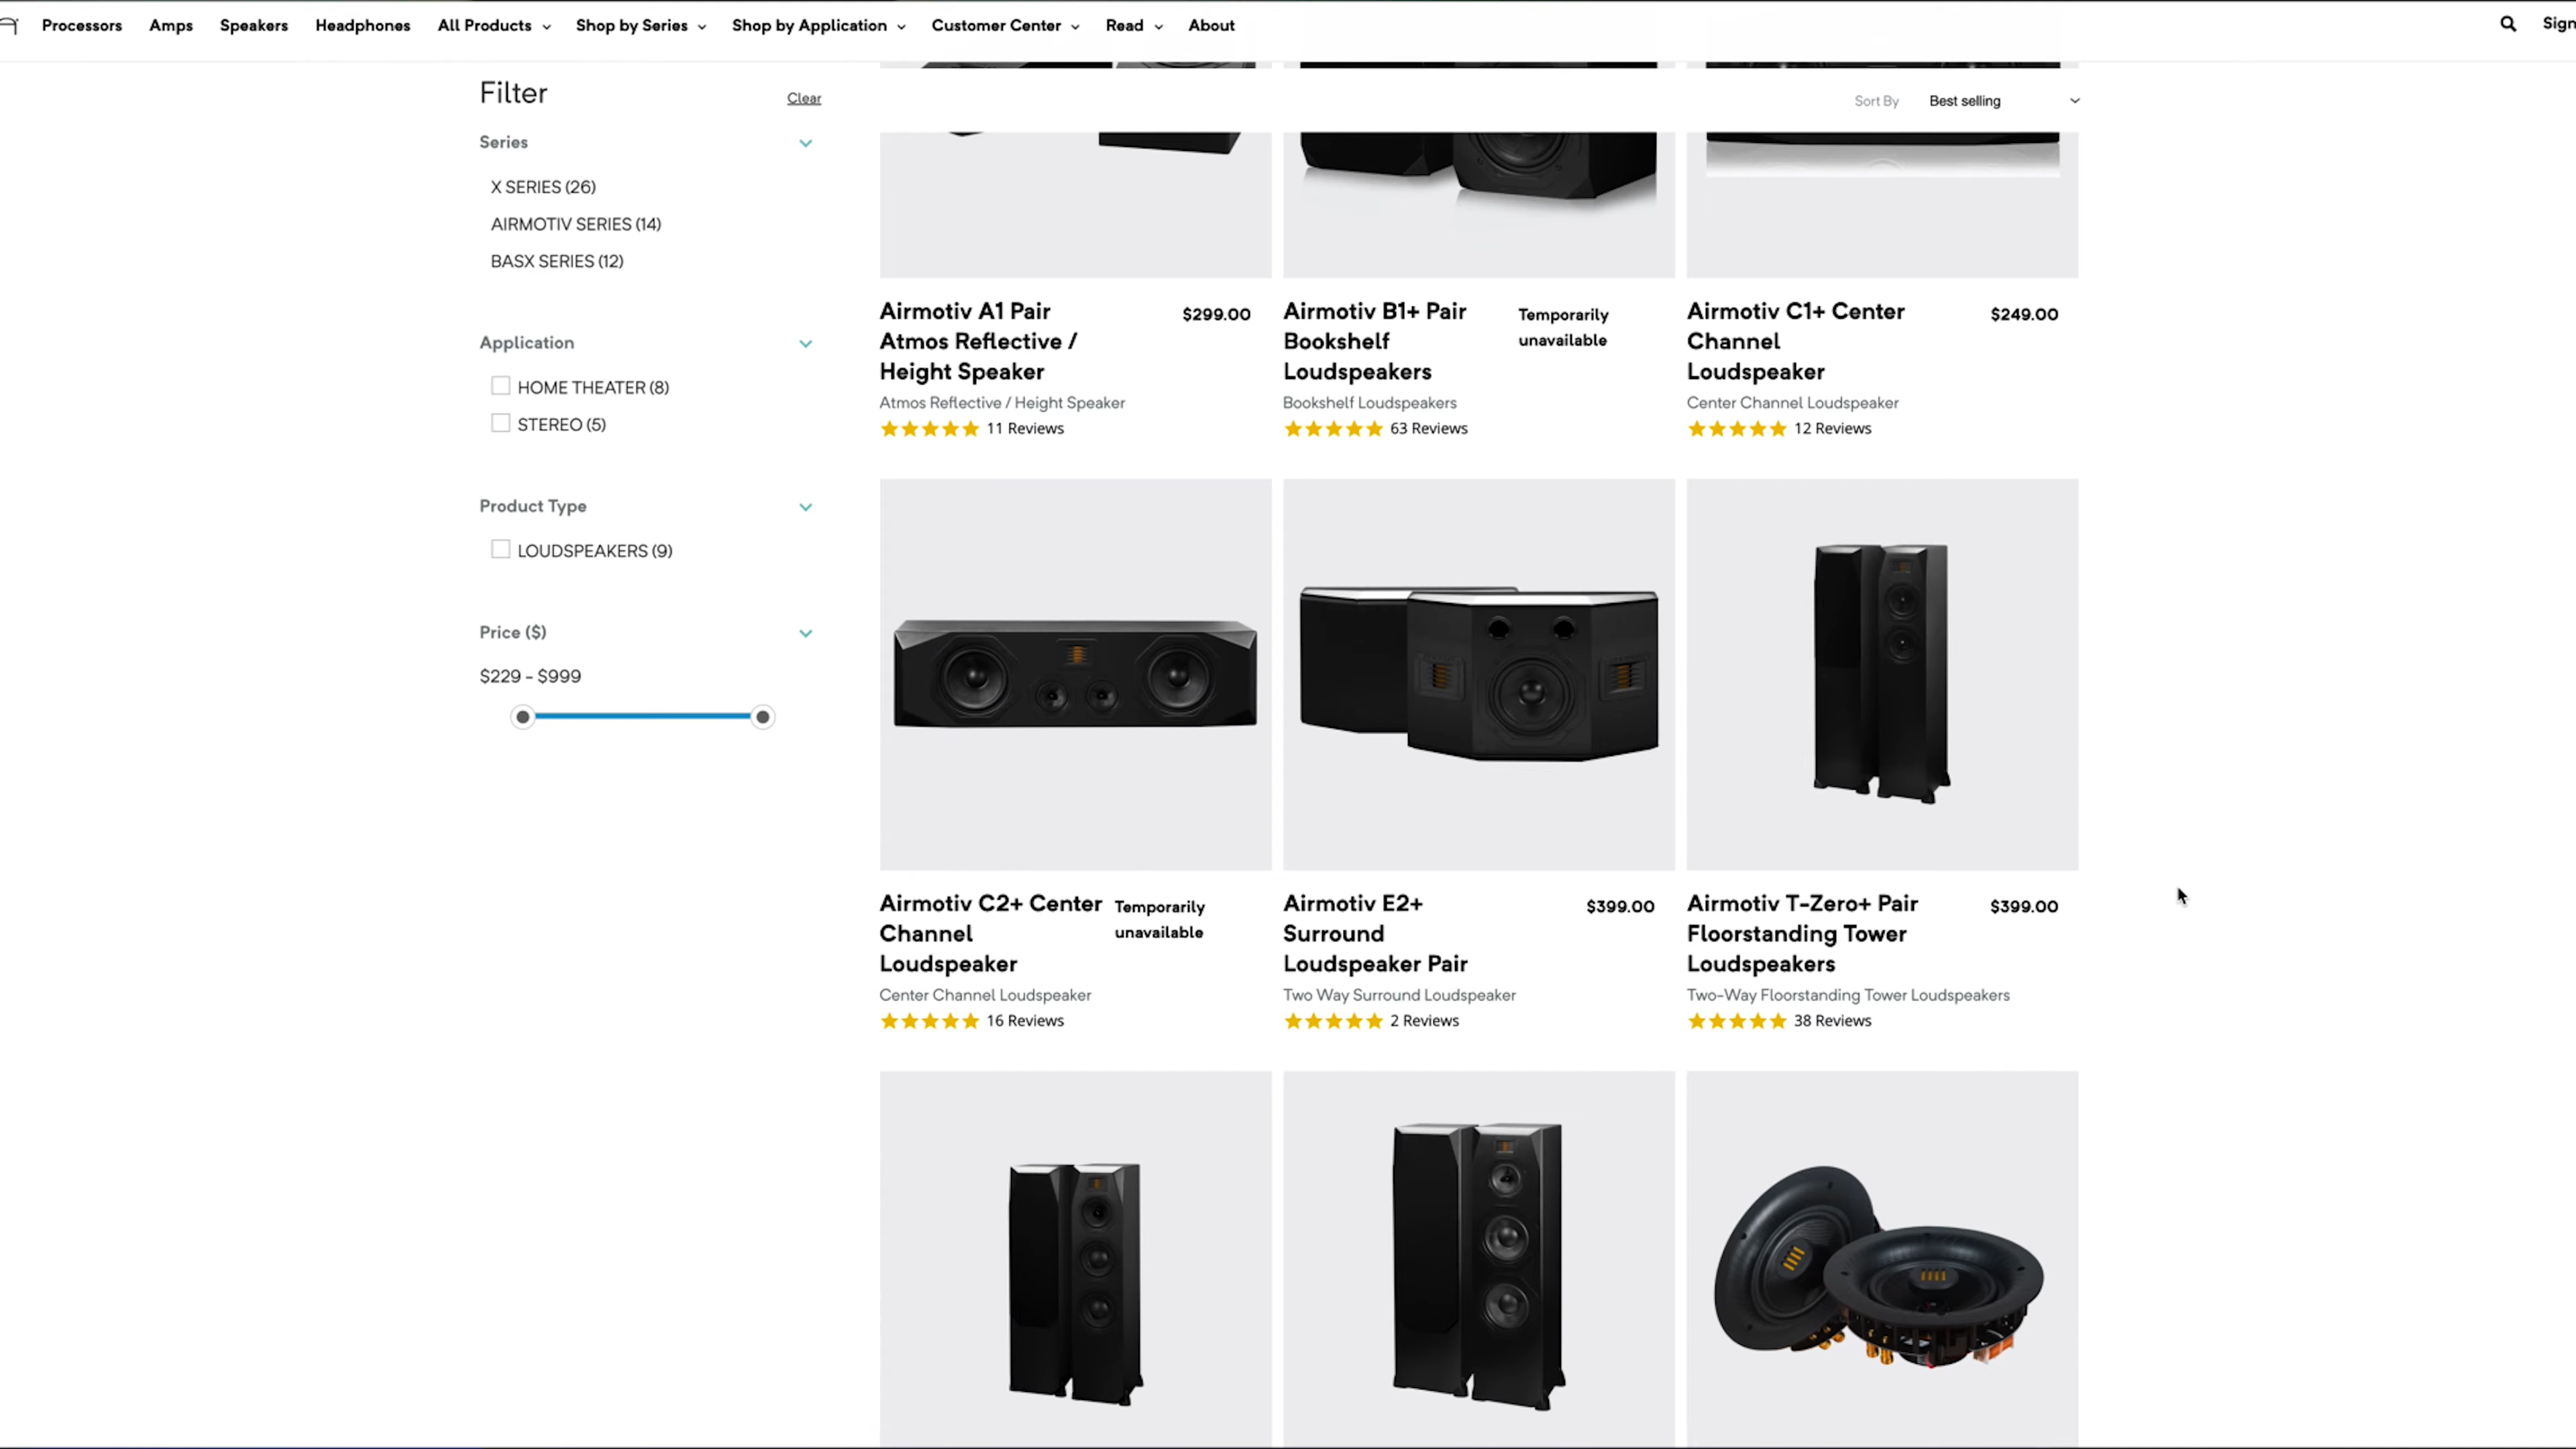 Processors Amps Speakers Headphones All Products Shop by Series Shop by Application Customer Center Read About
Filter
Clear
Sort By Best selling
Series
X SERIES (26)
AIRMOTIV SERIES (14)
BASX SERIES (12)
Application
HOME THEATER (8)
STEREO (5)
Product Type
LOUDSPEAKERS (9)
Price ($)
$229 - $999
Airmotiv A1 Pair
Atmos Reflective /
Height Speaker
$299.00
Atmos Reflective / Height Speaker
11 Reviews
Airmotiv B1+ Pair
Bookshelf
Loudspeakers
Temporarily
unavailable
Bookshelf Loudspeakers
63 Reviews
Airmotiv C1+ Center
Channel
Loudspeaker
$249.00
Center Channel Loudspeaker
12 Reviews
Airmotiv C2+ Center
Channel
Loudspeaker
Temporarily
unavailable
Center Channel Loudspeaker
16 Reviews
Airmotiv E2+
Surround
Loudspeaker Pair
$399.00
Two Way Surround Loudspeaker
2 Reviews
Airmotiv T-Zero+ Pair
Floorstanding Tower
Loudspeakers
$399.00
Two-Way Floorstanding Tower Loudspeakers
38 Reviews